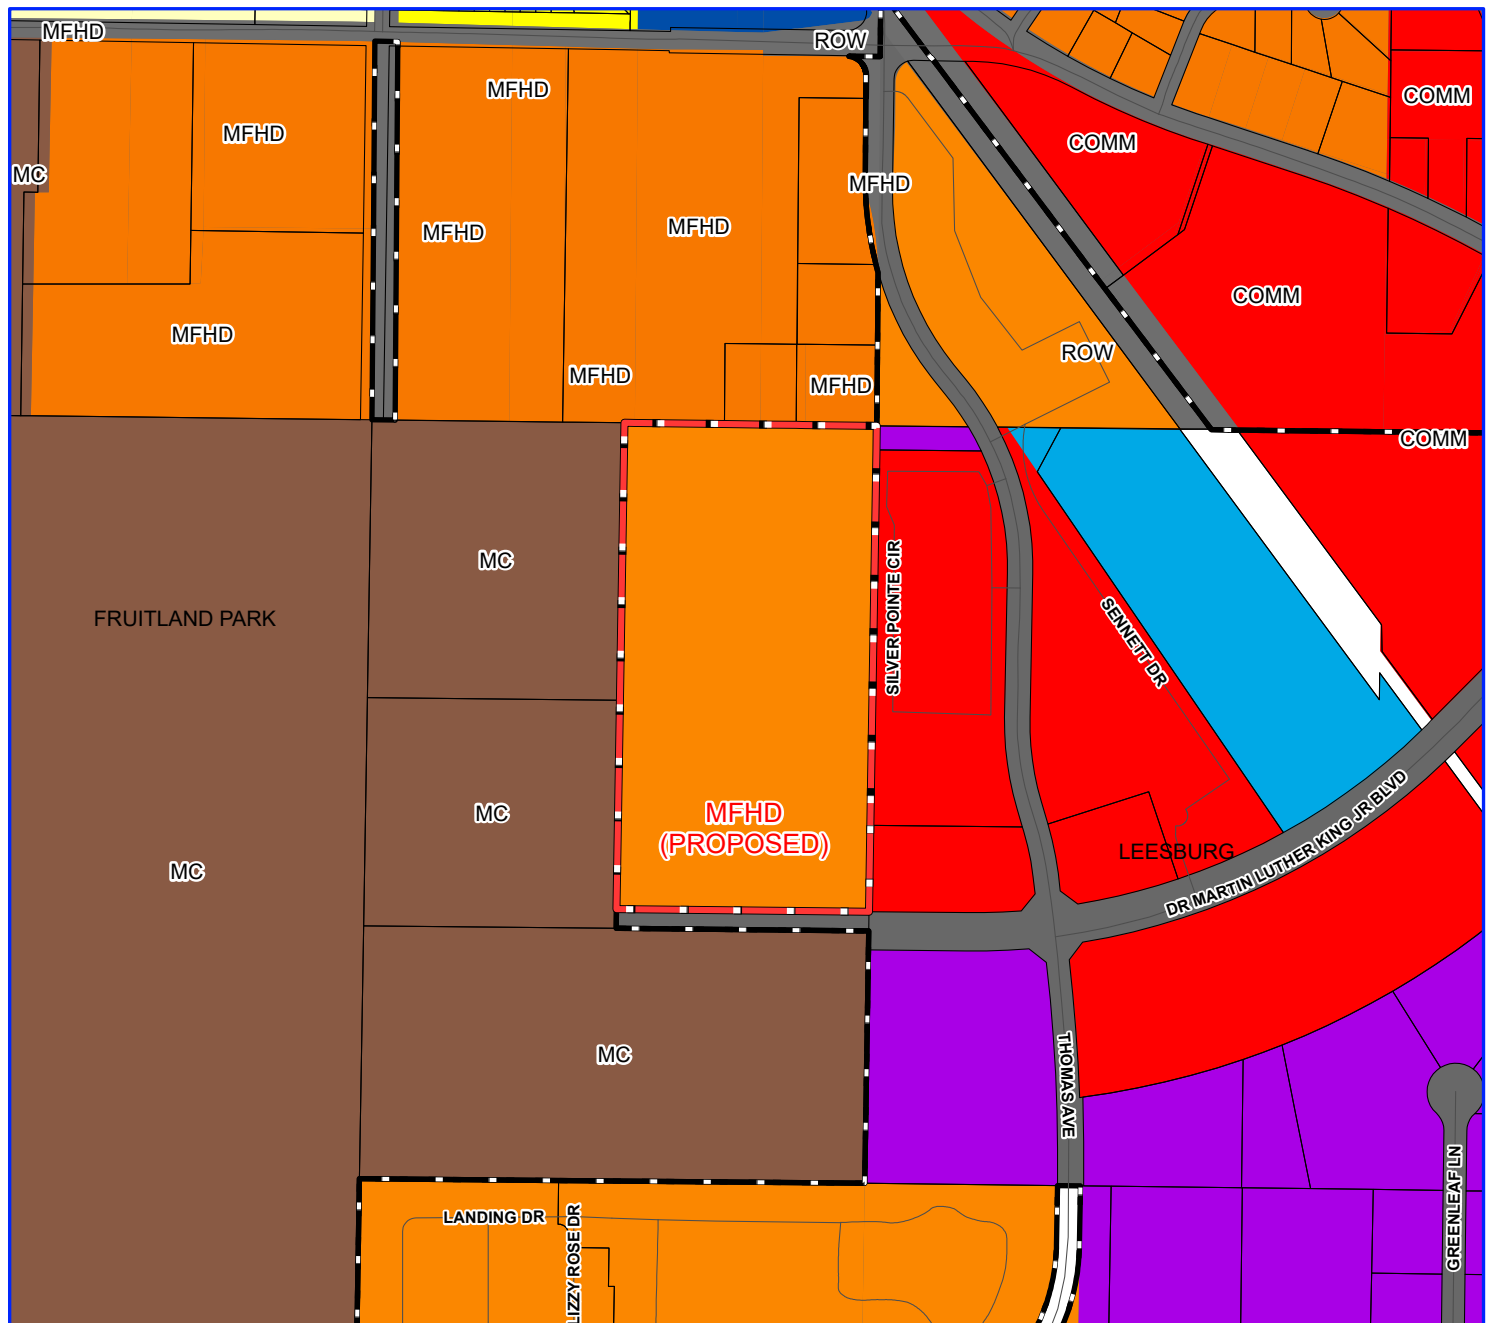 MFHD
ROW
MFHD
COMM
MFHD
COMM
MC
MFHD
MFHD
MFHD
MFHD
COMM
MFHD
ROW
MFHD
MFHD
COMM
MC
SILVER POINTE CIR
FRUITLAND PARK
SENNETT DR
MC
MFHD
(PROPOSED)
DR MARTIN LUTHER KING JR BLVD
LEESBURG
MC
MC
THOMAS AVE
GREENLEAF LN
LANDING DR
LIZZY ROSE DR